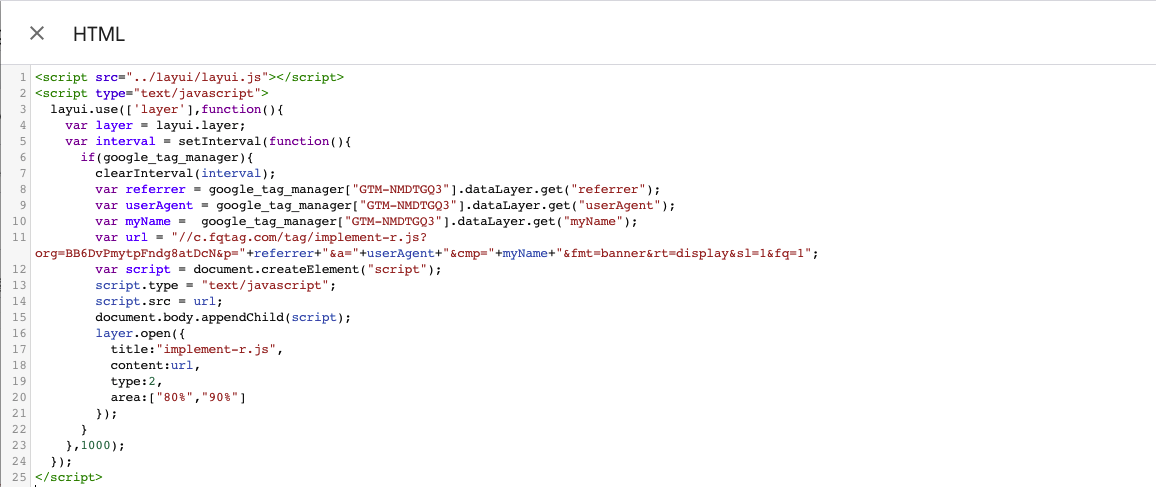 HTML
1 <script src="../layui/layui.js"></script>
2 <script type="text/javascript">
3   layui.use(['layer'],function(){
4     var layer = layui.layer;
5     var interval = setInterval(function(){
6       if(google_tag_manager){
7         clearInterval(interval);
8         var referrer = google_tag_manager["GTM-NMDTGQ3"].dataLayer.get("referrer");
9         var userAgent = google_tag_manager["GTM-NMDTGQ3"].dataLayer.get("userAgent");
10         var myName =  google_tag_manager["GTM-NMDTGQ3"].dataLayer.get("myName");
11         var url = "//c.fqtag.com/tag/implement-r.js?
org=BB6DvPmytpFndg8atDcN&p="+referrer+"&a="+userAgent+"&cmp="+myName+"&fmt=banner&rt=display&sl=1&fq=1";
12         var script = document.createElement("script");
13         script.type = "text/javascript";
14         script.src = url;
15         document.body.appendChild(script);
16         layer.open({
17           title:"implement-r.js",
18           content:url,
19           type:2,
20           area:["80%","90%"]
21         });
22       }
23     },1000);
24   });
25 </script>